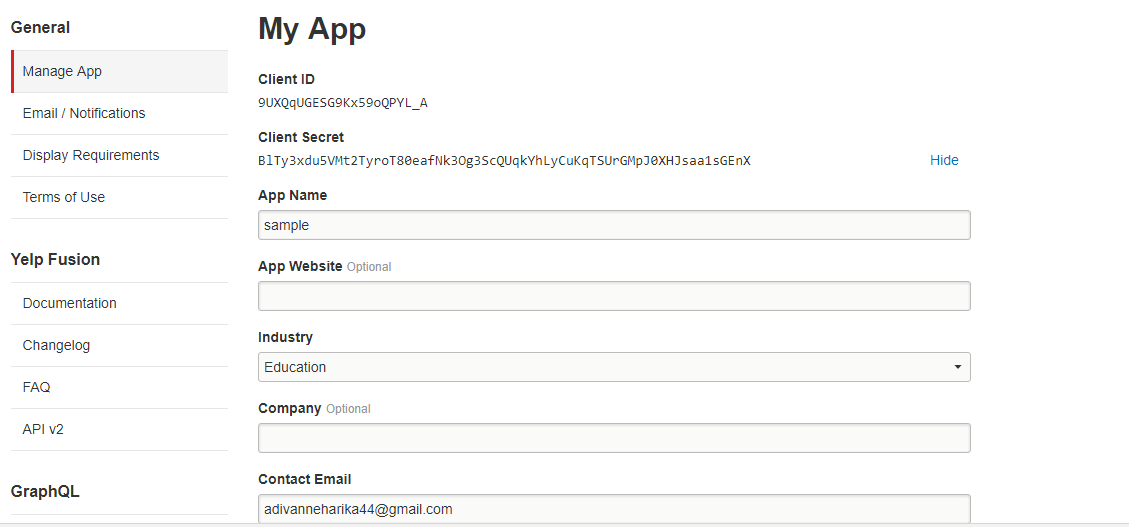 General
Manage App
Email / Notifications
Display Requirements
Terms of Use
Yelp Fusion
Documentation
Changelog
FAQ
API v2
GraphQL
My App
Client ID
9UXQqUGESG9Kx59oQPYL_A
Client Secret
BlTy3xdu5VMt2TyroT80eafNk3Og3ScQUqkYhLyCuKqTSUrGMpJ0XHJsaa1sGEnX Hide
App Name
sample
App Website Optional
Industry
Education
Company Optional
Contact Email
adivanneharika44@gmail.com